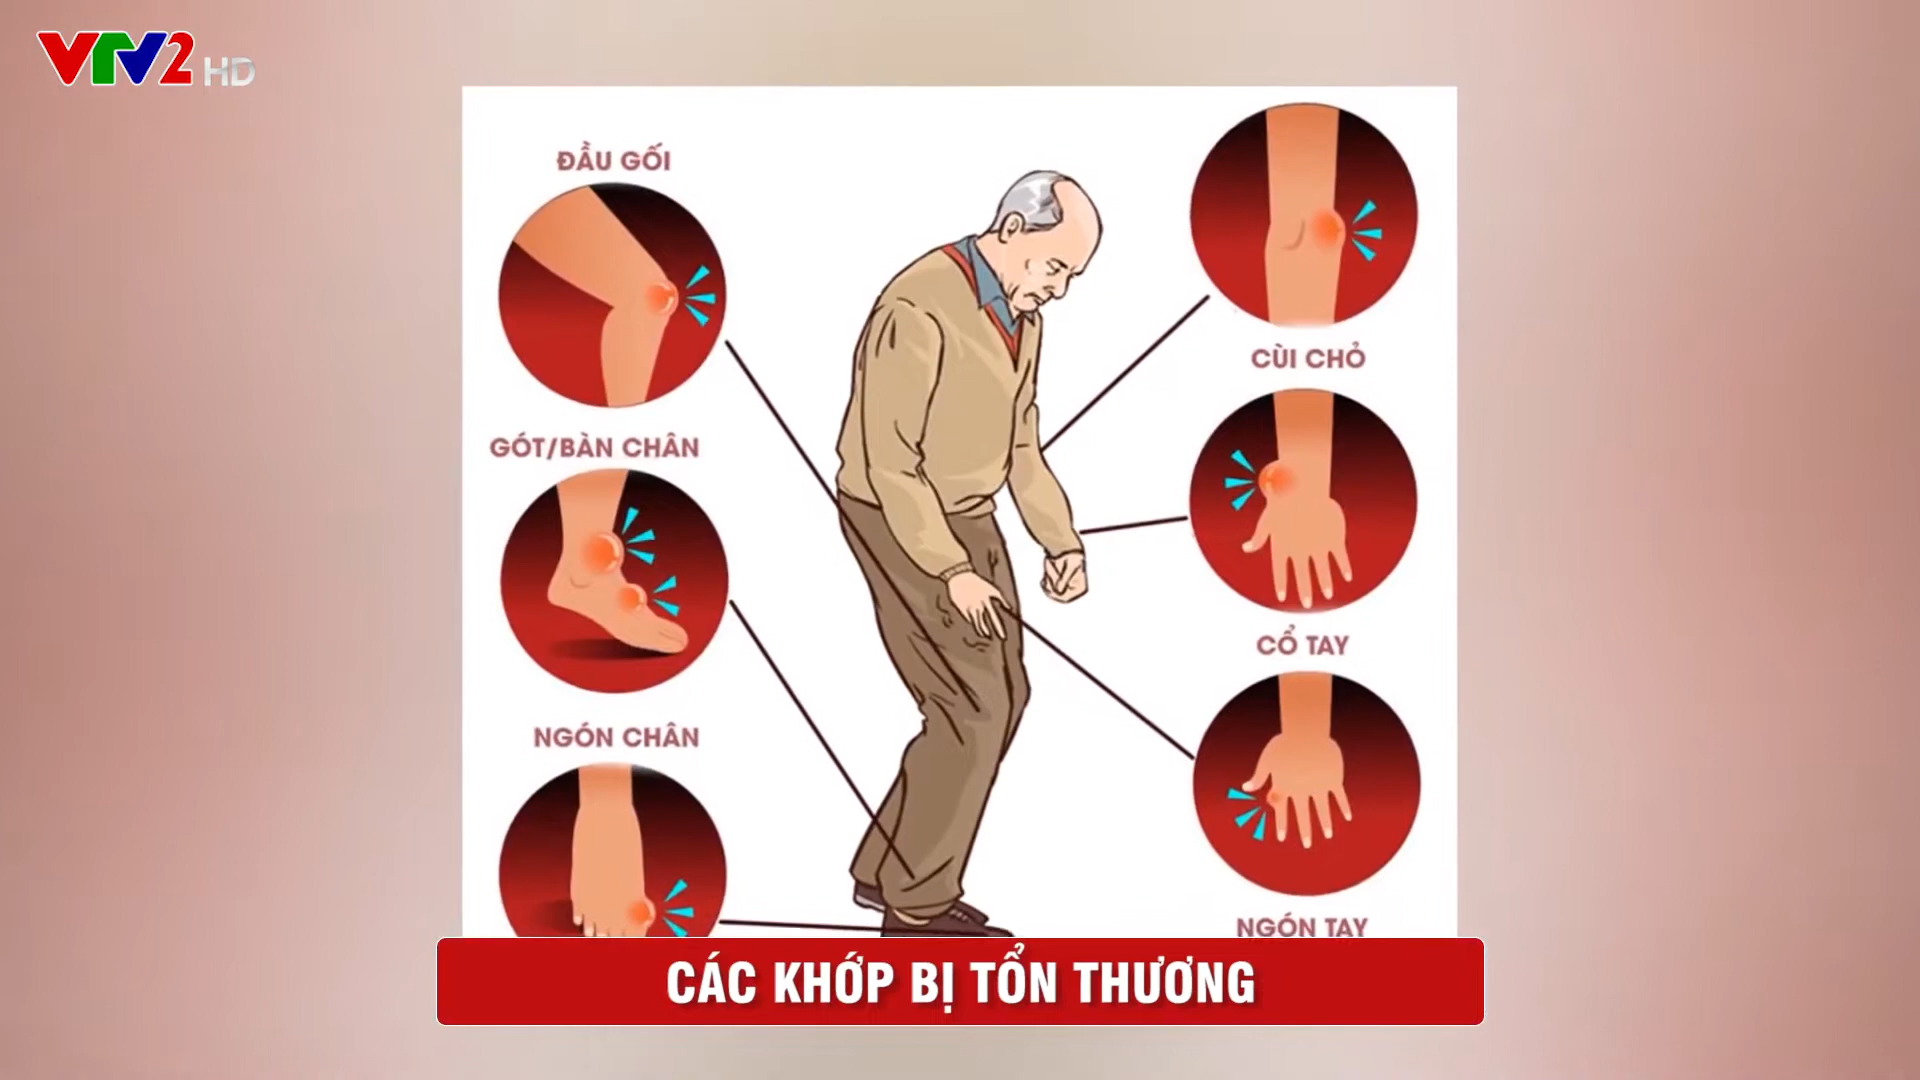 VTV2 HD
ĐẦU GỐI
GÓT/BÀN CHÂN
NGÓN CHÂN
CÙI CHỎ
CỔ TAY
NGÓN TAY
CÁC KHỚP BỊ TỔN THƯƠNG